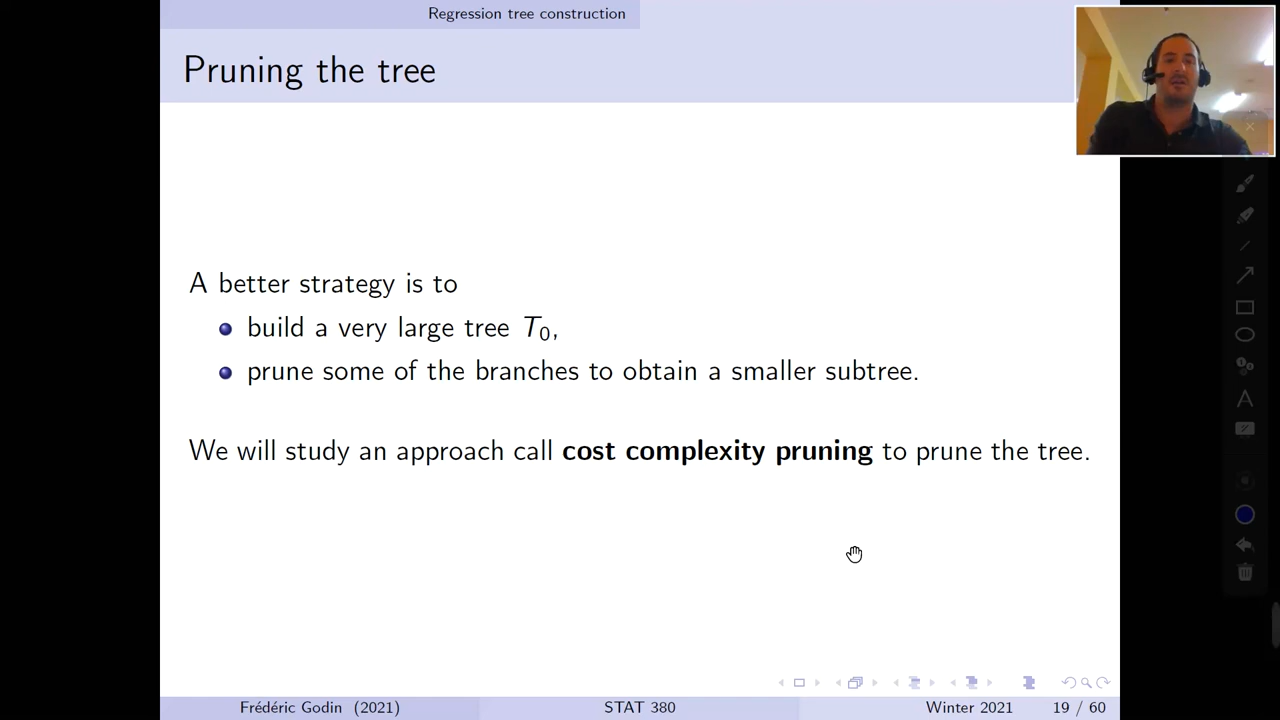 Regression tree construction
Pruning the tree
A better strategy is to
build a very large tree T₀,
prune some of the branches to obtain a smaller subtree.
We will study an approach call cost complexity pruning to prune the tree.
Frédéric Godin (2021)
STAT 380
Winter 2021
19 / 60